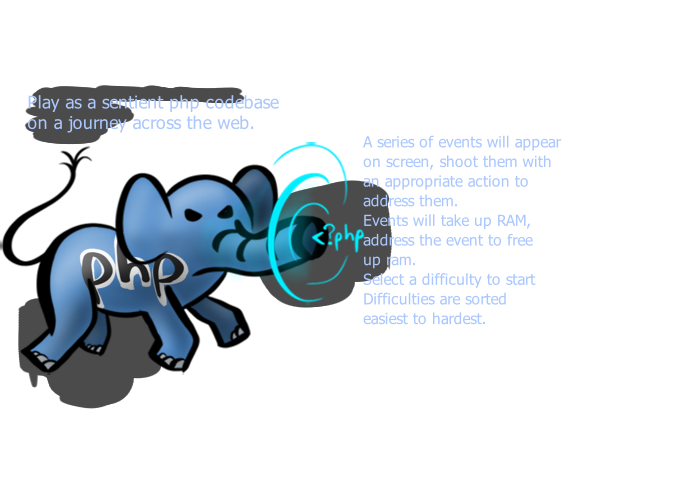 Play as a sentient php codebase
on a journey across the web.
A series of events will appear
on screen, shoot them with
an appropriate action to
address them.
Events will take up RAM,
address the event to free
up ram.
Select a difficulty to start
Difficulties are sorted
easiest to hardest.
<?php
php